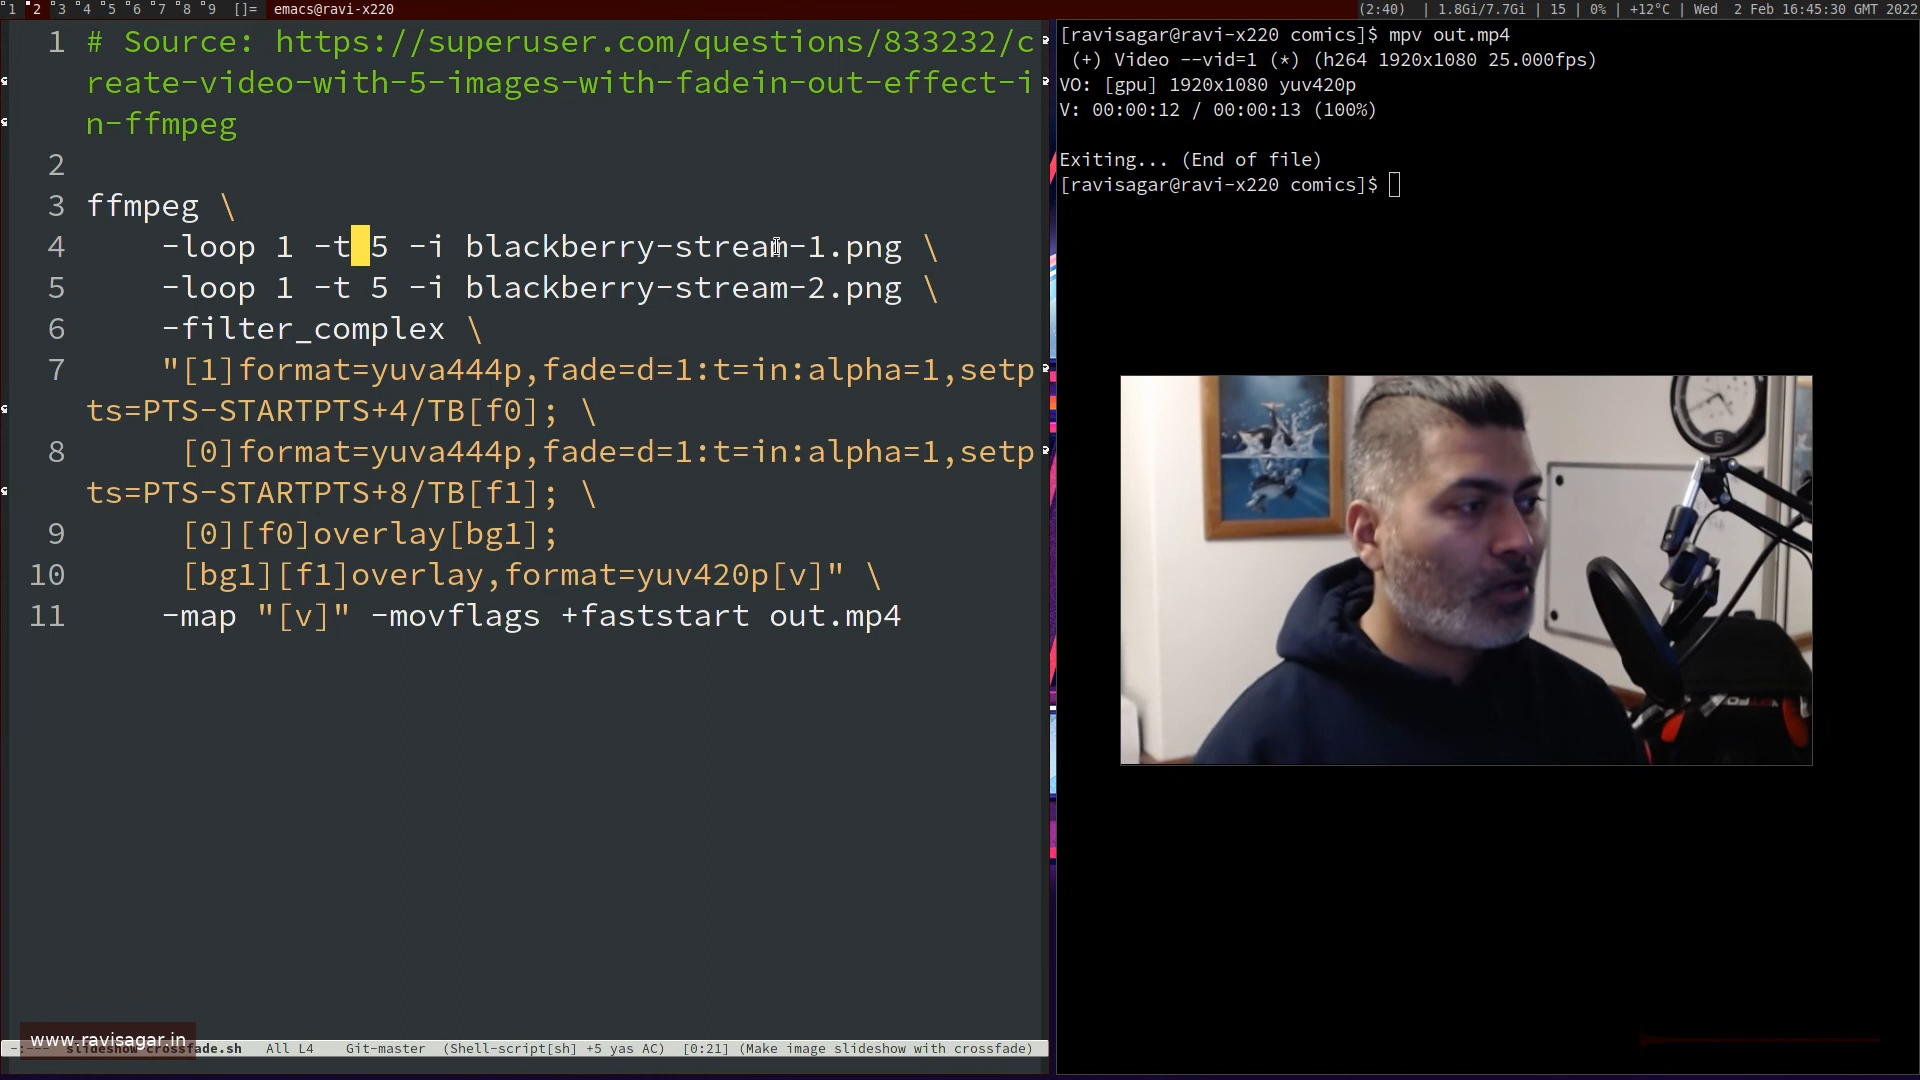 1 2 3 4 5 6 7 8 9 []= emacs@ravi-x220
(2:40) | 1.8Gi/7.7Gi | 15 | 0% | +12°C | Wed 2 Feb 16:45:30 GMT 2022
1 # Source: https://superuser.com/questions/833232/c
reate-video-with-5-images-with-fadein-out-effect-i
n-ffmpeg
2
3 ffmpeg \
4 -loop 1 -t 5 -i blackberry-stream-1.png \
5 -loop 1 -t 5 -i blackberry-stream-2.png \
6 -filter_complex \
7 "[1]format=yuva444p,fade=d=1:t=in:alpha=1,setp
ts=PTS-STARTPTS+4/TB[f0]; \
8 [0]format=yuva444p,fade=d=1:t=in:alpha=1,setp
ts=PTS-STARTPTS+8/TB[f1]; \
9 [0][f0]overlay[bg1];
10 [bg1][f1]overlay,format=yuv420p[v]" \
11 -map "[v]" -movflags +faststart out.mp4
www.ravisagar.in
-:--- slideshow-crossfade.sh All L4 Git-master (Shell-script[sh] +5 yas AC) [0:21] (Make image slideshow with crossfade)
[ravisagar@ravi-x220 comics]$ mpv out.mp4
(+) Video --vid=1 (*) (h264 1920x1080 25.000fps)
VO: [gpu] 1920x1080 yuv420p
V: 00:00:12 / 00:00:13 (100%)
Exiting... (End of file)
[ravisagar@ravi-x220 comics]$
6